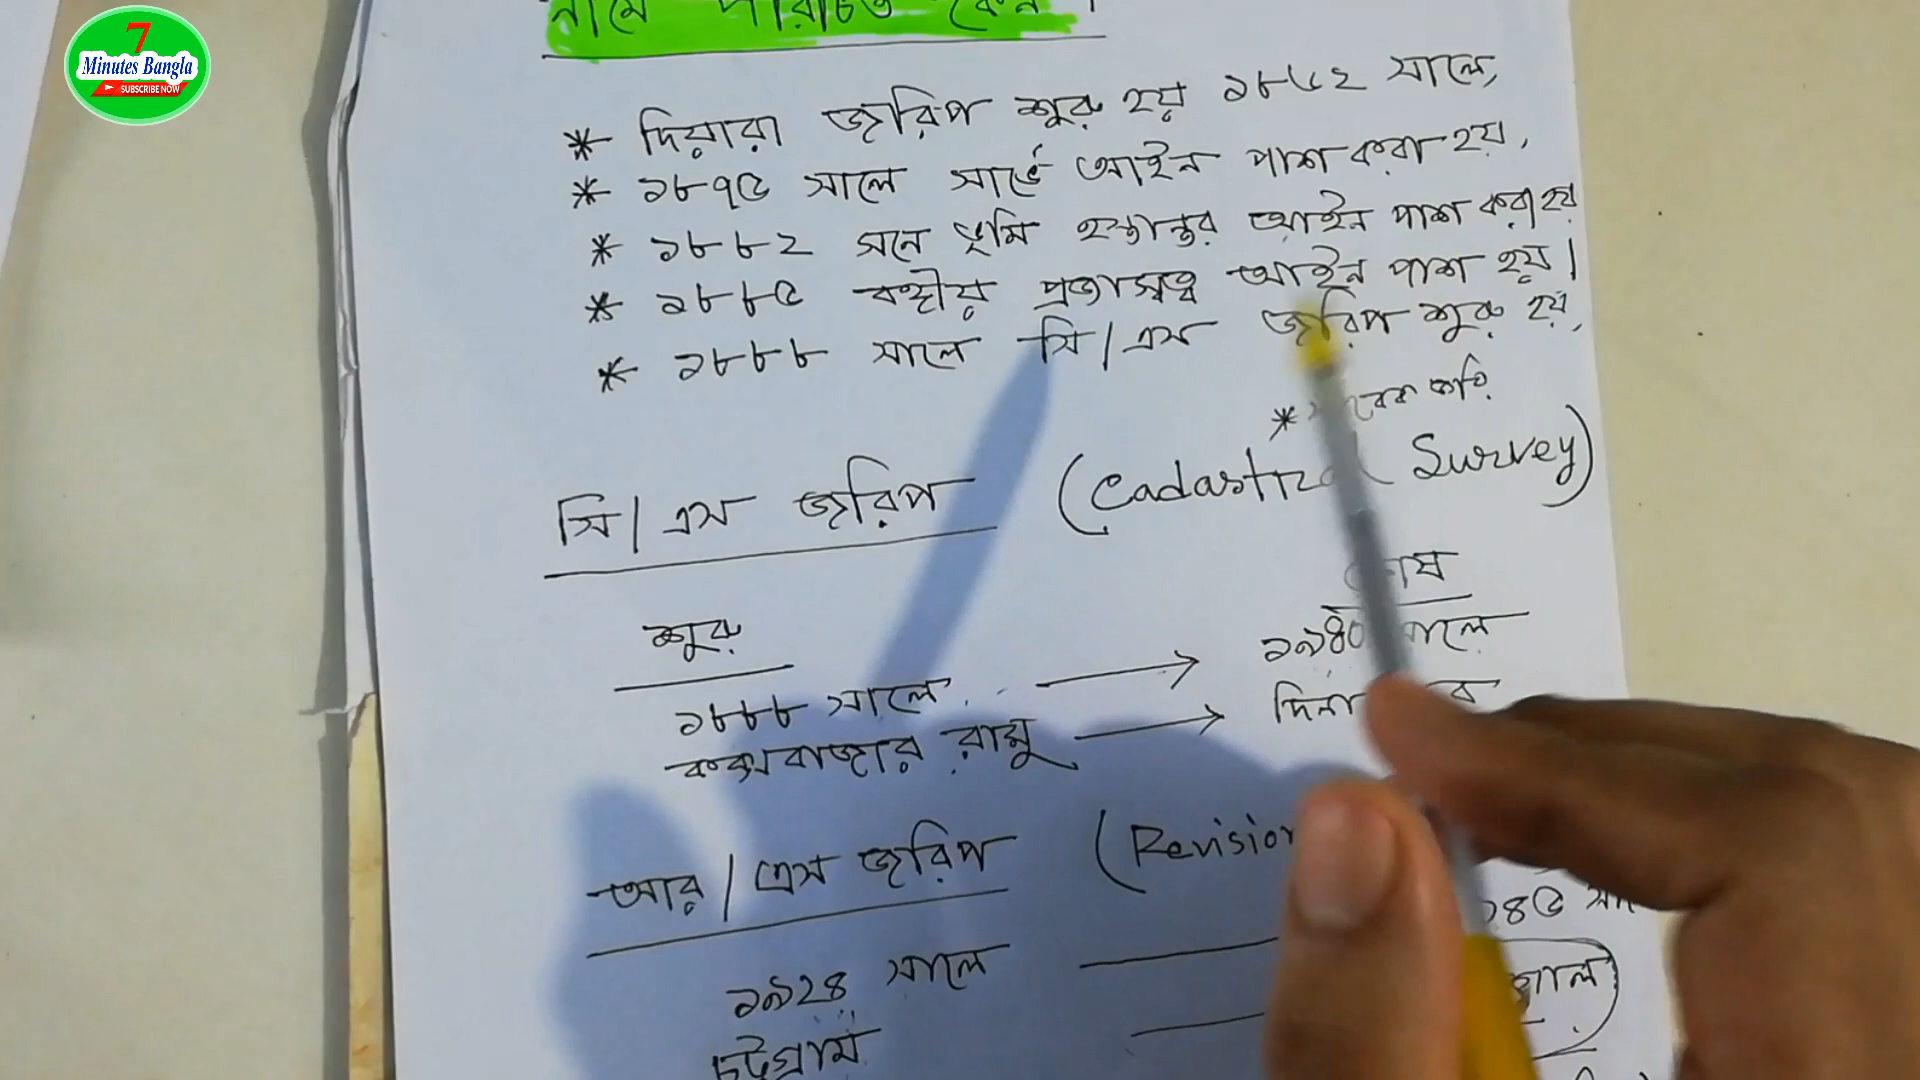 7
Minutes Bangla
SUBSCRIBE NOW
নামে পরিচিত কেন।
* দিয়ারা জরিপ শুরু হয় ১৮৬২ সালে,
* ১৮৭৫ সালে সার্ভে আইন পাশ করা হয়,
* ১৮৮২ সনে ভূমি হস্তান্তর আইন পাশ করা হয়
* ১৮৮৫ বঙ্গীয় প্রজাস্বত্ব আইন পাশ হয়।
* ১৮৮৮ সালে সি/এস জরিপ শুরু হয়,
*
সি/এস জরিপ (Cadastral Survey)
শুরু শেষ
১৮৮৮ সালে → ১৯৪০ সালে
কক্সবাজার রামু →
আর/এস জরিপ (Revision
১৯২৪ সালে
চট্টগ্রাম